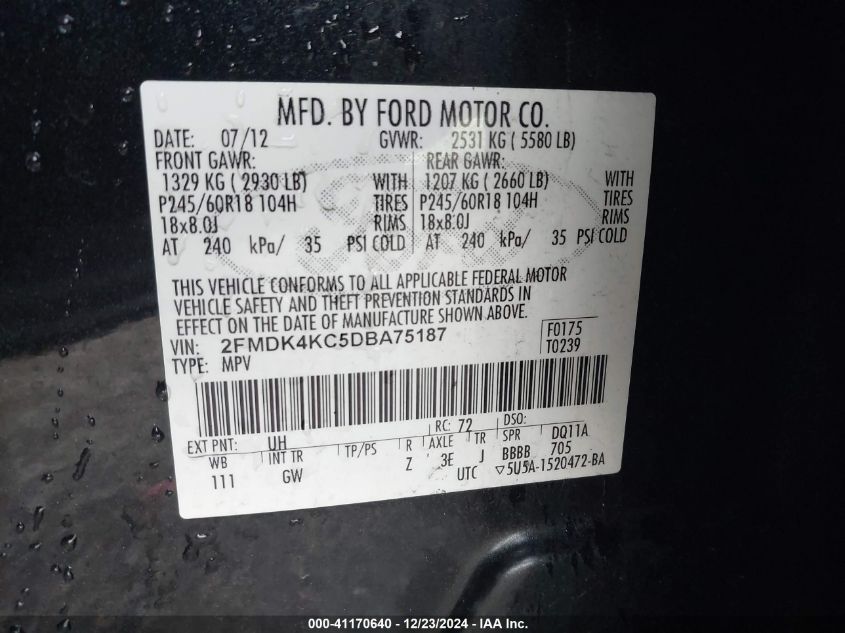 MFD. BY FORD MOTOR CO.
DATE: 07/12 GVWR: 2531 KG ( 5580 LB)
FRONT GAWR: REAR GAWR:
1329 KG ( 2930 LB) WITH 1207 KG ( 2660 LB) WITH
P245/60R18 104H TIRES P245/60R18 104H TIRES
18x8.0J RIMS 18x8.0J RIMS
AT 240 kPa/ 35 PSI COLD AT 240 kPa/ 35 PSI COLD
THIS VEHICLE CONFORMS TO ALL APPLICABLE FEDERAL MOTOR
VEHICLE SAFETY AND THEFT PREVENTION STANDARDS IN
EFFECT ON THE DATE OF MANUFACTURE SHOWN ABOVE.
VIN: 2FMDK4KC5DBA75187 F0175
TYPE: MPV T0239
RC: 72 DSO:
EXT PNT: UH
WB INT TR TP/PS R AXLE TR SPR DQ11A
111 GW Z 3E J BBBB 705
UTC ▽5U5A-1520472-BA
000-41170640 - 12/23/2024 - IAA Inc.